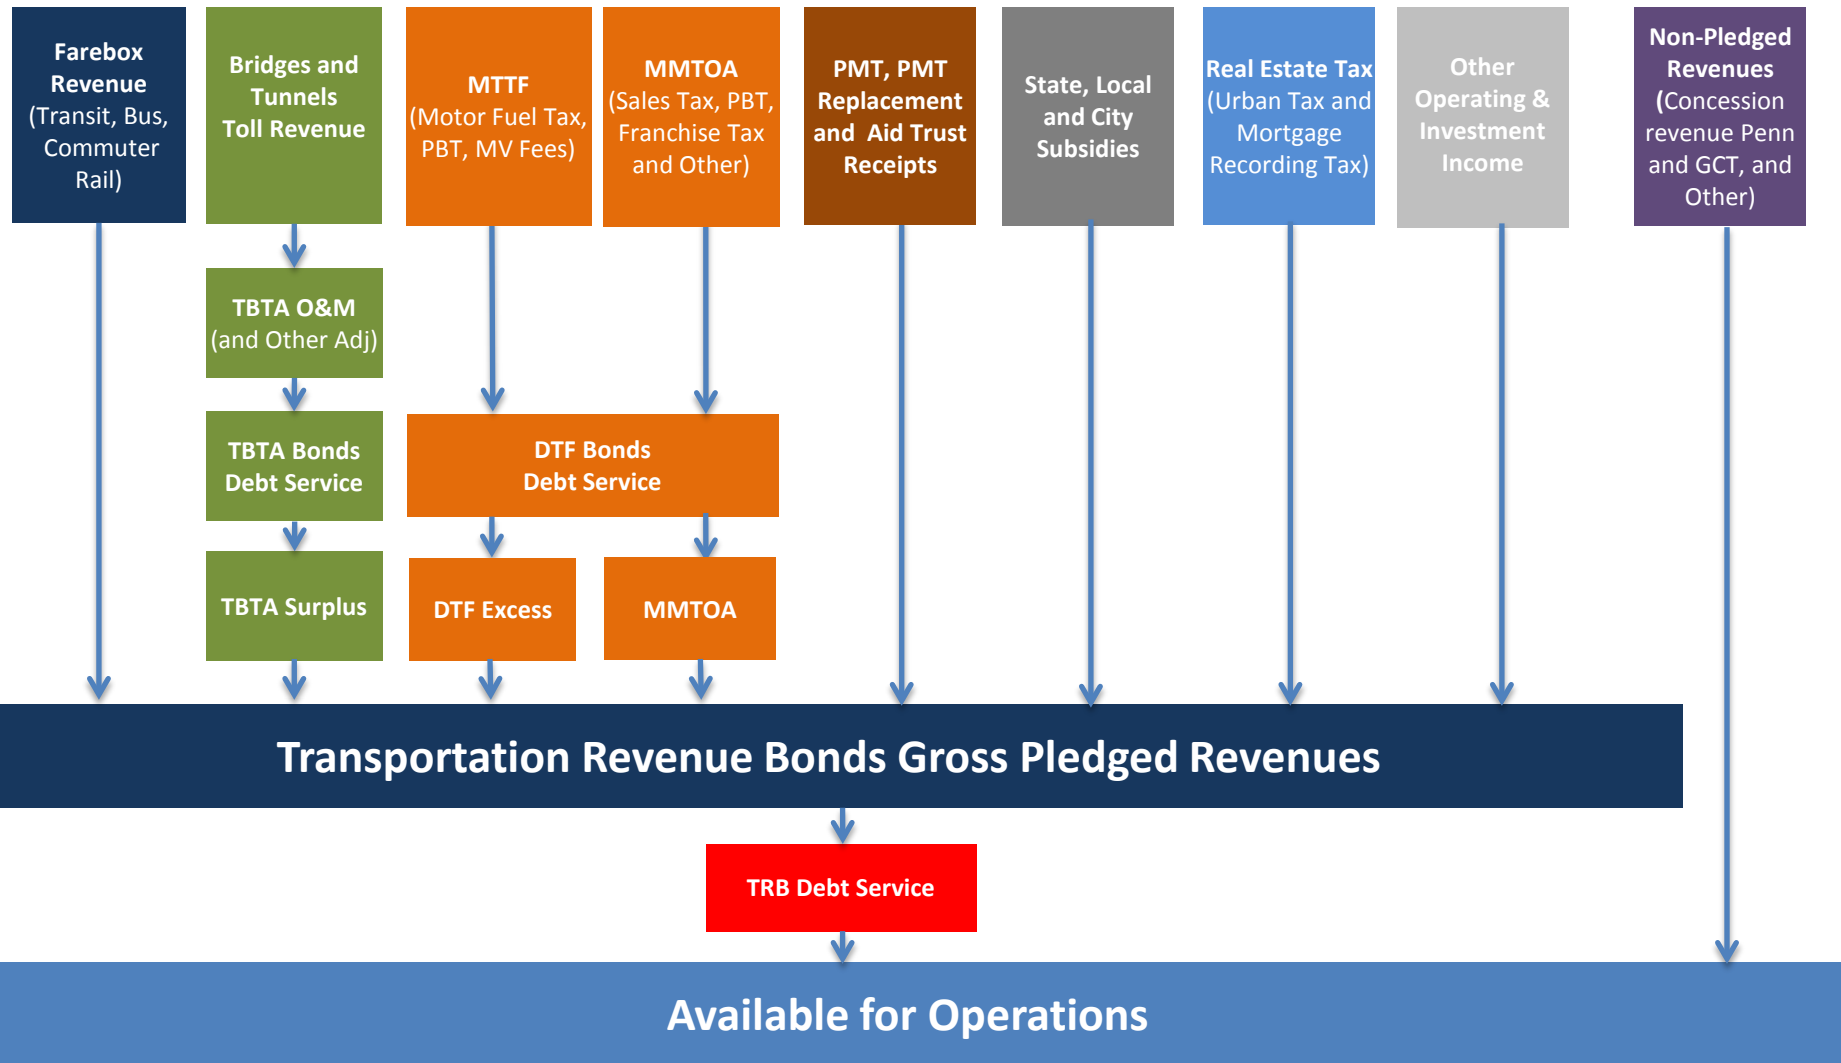 Farebox
Revenue
(Transit, Bus,
Commuter
Rail)
Bridges and
Tunnels
Toll Revenue
MTTF
(Motor Fuel Tax,
PBT, MV Fees)
MMTOA
(Sales Tax, PBT,
Franchise Tax
and Other)
PMT, PMT
Replacement
and Aid Trust
Receipts
State, Local
and City
Subsidies
Real Estate Tax
(Urban Tax and
Mortgage
Recording Tax)
Other
Operating &
Investment
Income
Non-Pledged
Revenues
(Concession
revenue Penn
and GCT, and
Other)
TBTA O&M
(and Other Adj)
TBTA Bonds
Debt Service
DTF Bonds
Debt Service
TBTA Surplus
DTF Excess
MMTOA
Transportation Revenue Bonds Gross Pledged Revenues
TRB Debt Service
Available for Operations